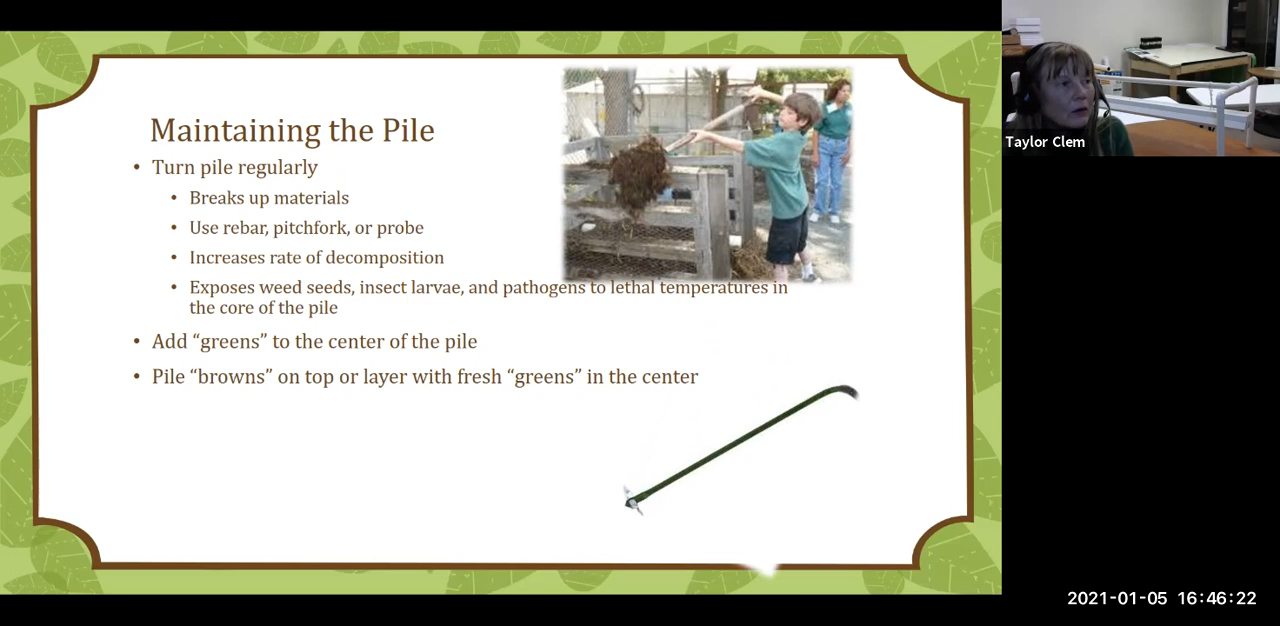 Maintaining the Pile
• Turn pile regularly
• Breaks up materials
• Use rebar, pitchfork, or probe
• Increases rate of decomposition
• Exposes weed seeds, insect larvae, and pathogens to lethal temperatures in
the core of the pile
• Add “greens” to the center of the pile
• Pile “browns” on top or layer with fresh “greens” in the center
Taylor Clem
2021-01-05 16:46:22